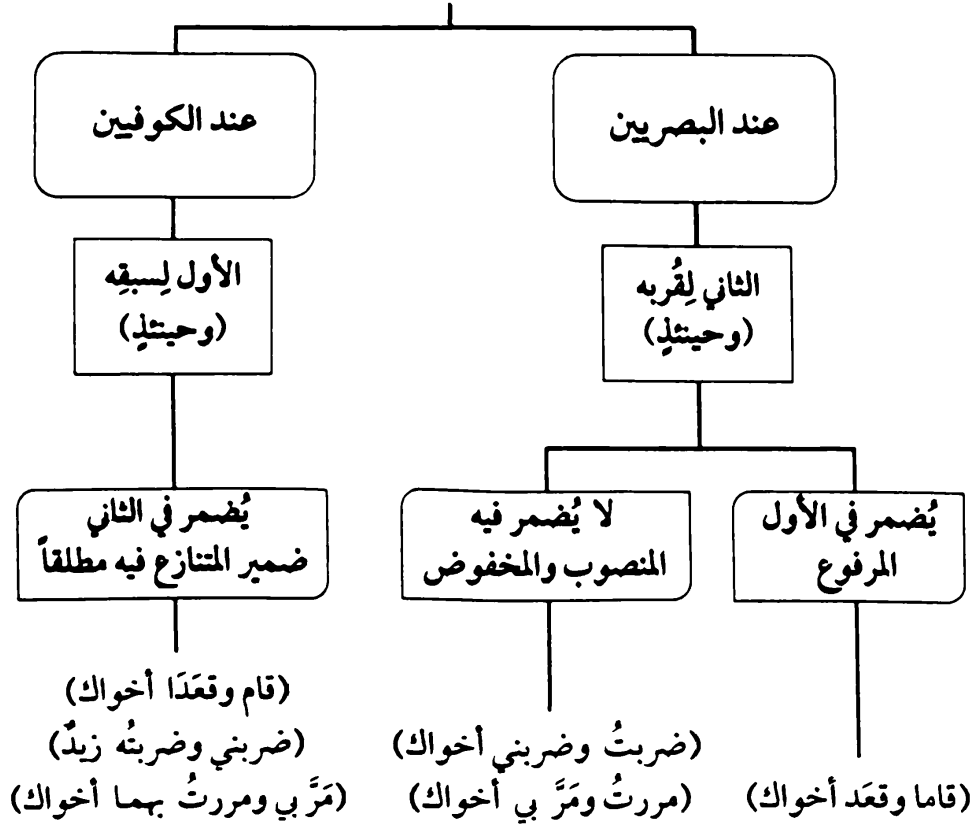 عند البصريين
الثاني لِقُربه
(وحينئذٍ)
يُضمر في الأول
المرفوع
(قاما وقعَد أخواك)
لا يُضمر فيه
المنصوب والمخفوض
(ضربتُ وضربني أخواك)
(مررتُ ومَرَّ بي أخواك)
عند الكوفيين
الأول لِسبقِه
(وحينئذٍ)
يُضمر في الثاني
ضمير المتنازع فيه مطلقاً
(قام وقعَدَا أخواك)
(ضربني وضربتُه زيدٌ)
(مَرَّ بي ومررتُ بهما أخواك)